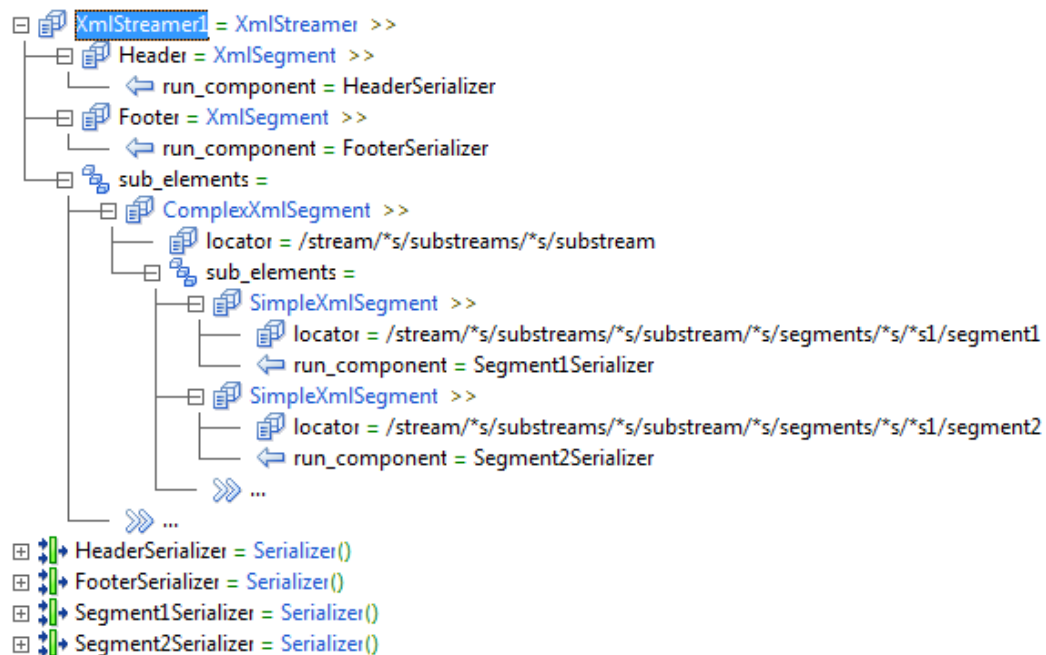 XmlStreamer1 = XmlStreamer >>
Header = XmlSegment >>
run_component = HeaderSerializer
Footer = XmlSegment >>
run_component = FooterSerializer
sub_elements =
ComplexXmlSegment >>
locator = /stream/*s/substreams/*s/substream
sub_elements =
SimpleXmlSegment >>
locator = /stream/*s/substreams/*s/substream/*s/segments/*s/*s1/segment1
run_component = Segment1Serializer
SimpleXmlSegment >>
locator = /stream/*s/substreams/*s/substream/*s/segments/*s/*s1/segment2
run_component = Segment2Serializer
...
...
HeaderSerializer = Serializer()
FooterSerializer = Serializer()
Segment1Serializer = Serializer()
Segment2Serializer = Serializer()